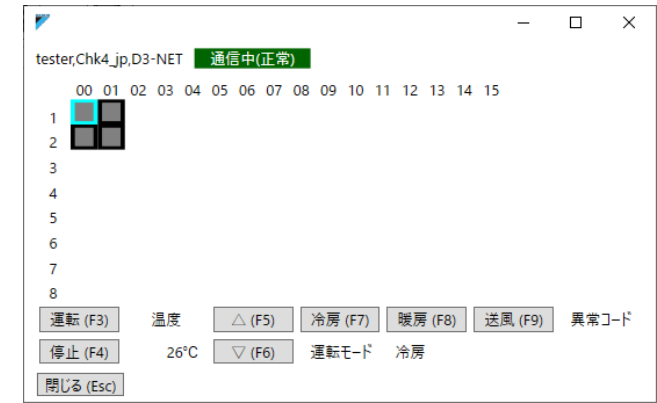 tester,Chk4_jp,D3-NET 通信中(正常)
00 01 02 03 04 05 06 07 08 09 10 11 12 13 14 15
1
2
3
4
5
6
7
8
運転 (F3) 温度 △ (F5) 冷房 (F7) 暖房 (F8) 送風 (F9) 異常コード
停止 (F4) 26℃ ▽ (F6) 運転モード 冷房
閉じる (Esc)